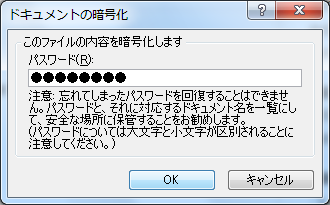 ドキュメントの暗号化
このファイルの内容を暗号化します
パスワード(R):
●●●●●●●●
注意: 忘れてしまったパスワードを回復することはできませ
ん。パスワードと、それに対応するドキュメント名を一覧にし
て、安全な場所に保管することをお勧めします。
(パスワードについては大文字と小文字が区別されることに
注意してください。)
OK
キャンセル